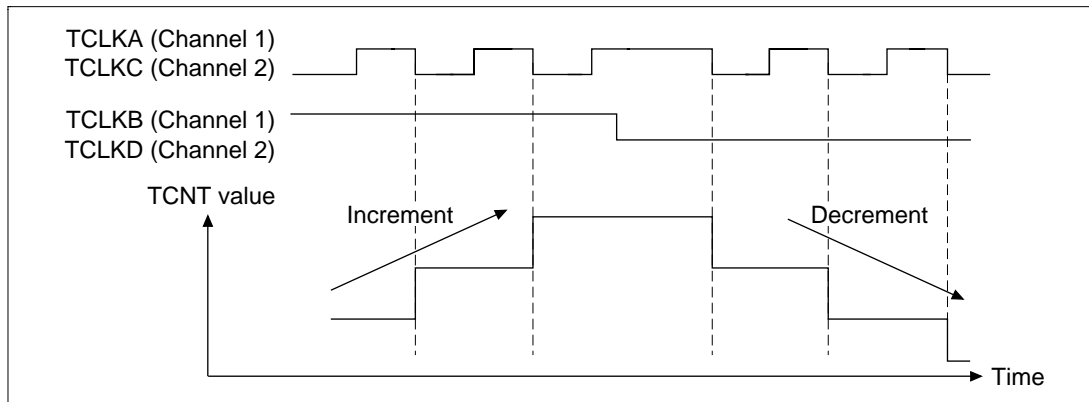 TCLKA (Channel 1)
TCLKC (Channel 2)
TCLKB (Channel 1)
TCLKD (Channel 2)
TCNT value
Increment
Decrement
Time